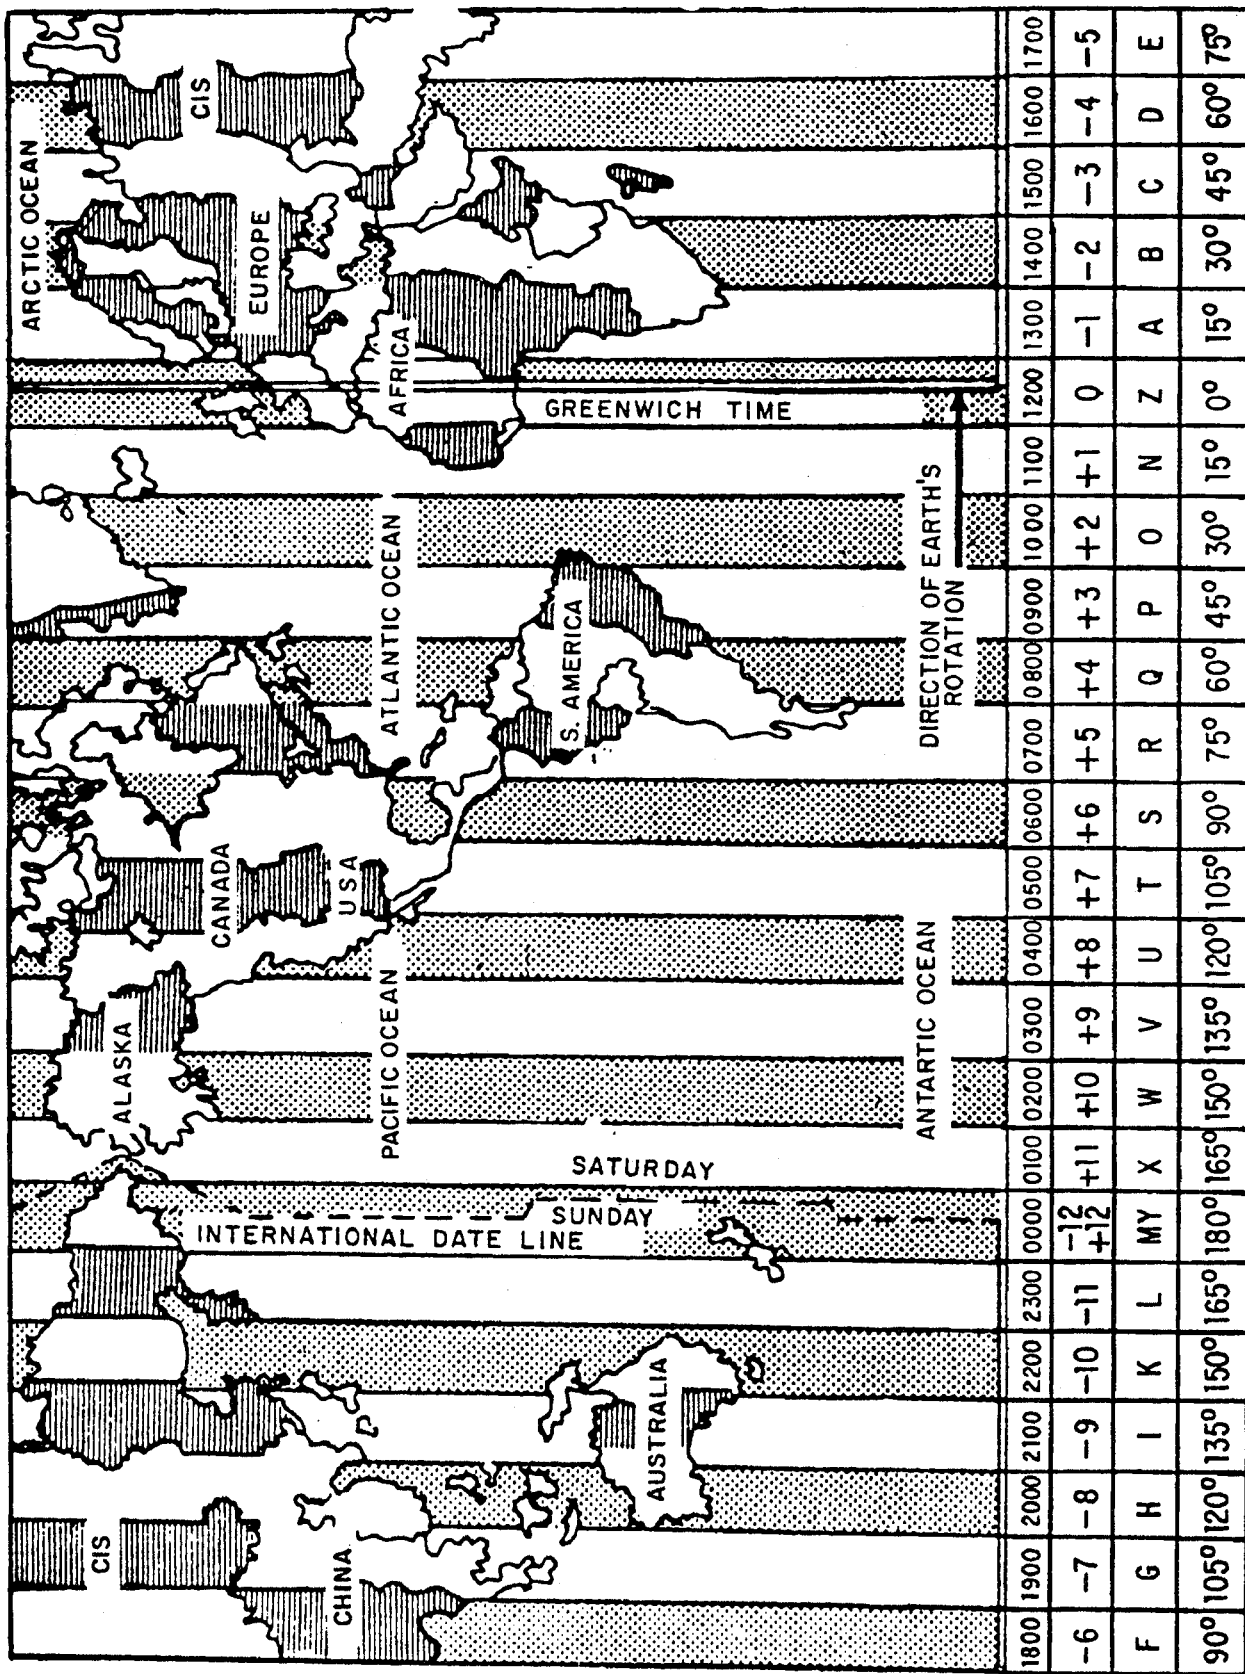 ARCTIC OCEAN
CIS
EUROPE
AFRICA
GREENWICH TIME
ATLANTIC OCEAN
S. AMERICA
DIRECTION OF EARTH'S
ROTATION
CANADA
USA
ALASKA
PACIFIC OCEAN
ANTARTIC OCEAN
SATURDAY
SUNDAY
INTERNATIONAL DATE LINE
AUSTRALIA
CIS
CHINA
1800 1900 2000 2100 2200 2300 0000 0100 0200 0300 0400 0500 0600 0700 0800 0900 1000 1100 1200 1300 1400 1500 1600 1700
-6 -7 -8 -9 -10 -11 -12 +12 +11 +10 +9 +8 +7 +6 +5 +4 +3 +2 +1 0 -1 -2 -3 -4 -5
F G H I K L MY X W V U T S R Q P O N Z A B C D E
90° 105° 120° 135° 150° 165° 180° 165° 150° 135° 120° 105° 90° 75° 60° 45° 30° 15° 0° 15° 30° 45° 60° 75°